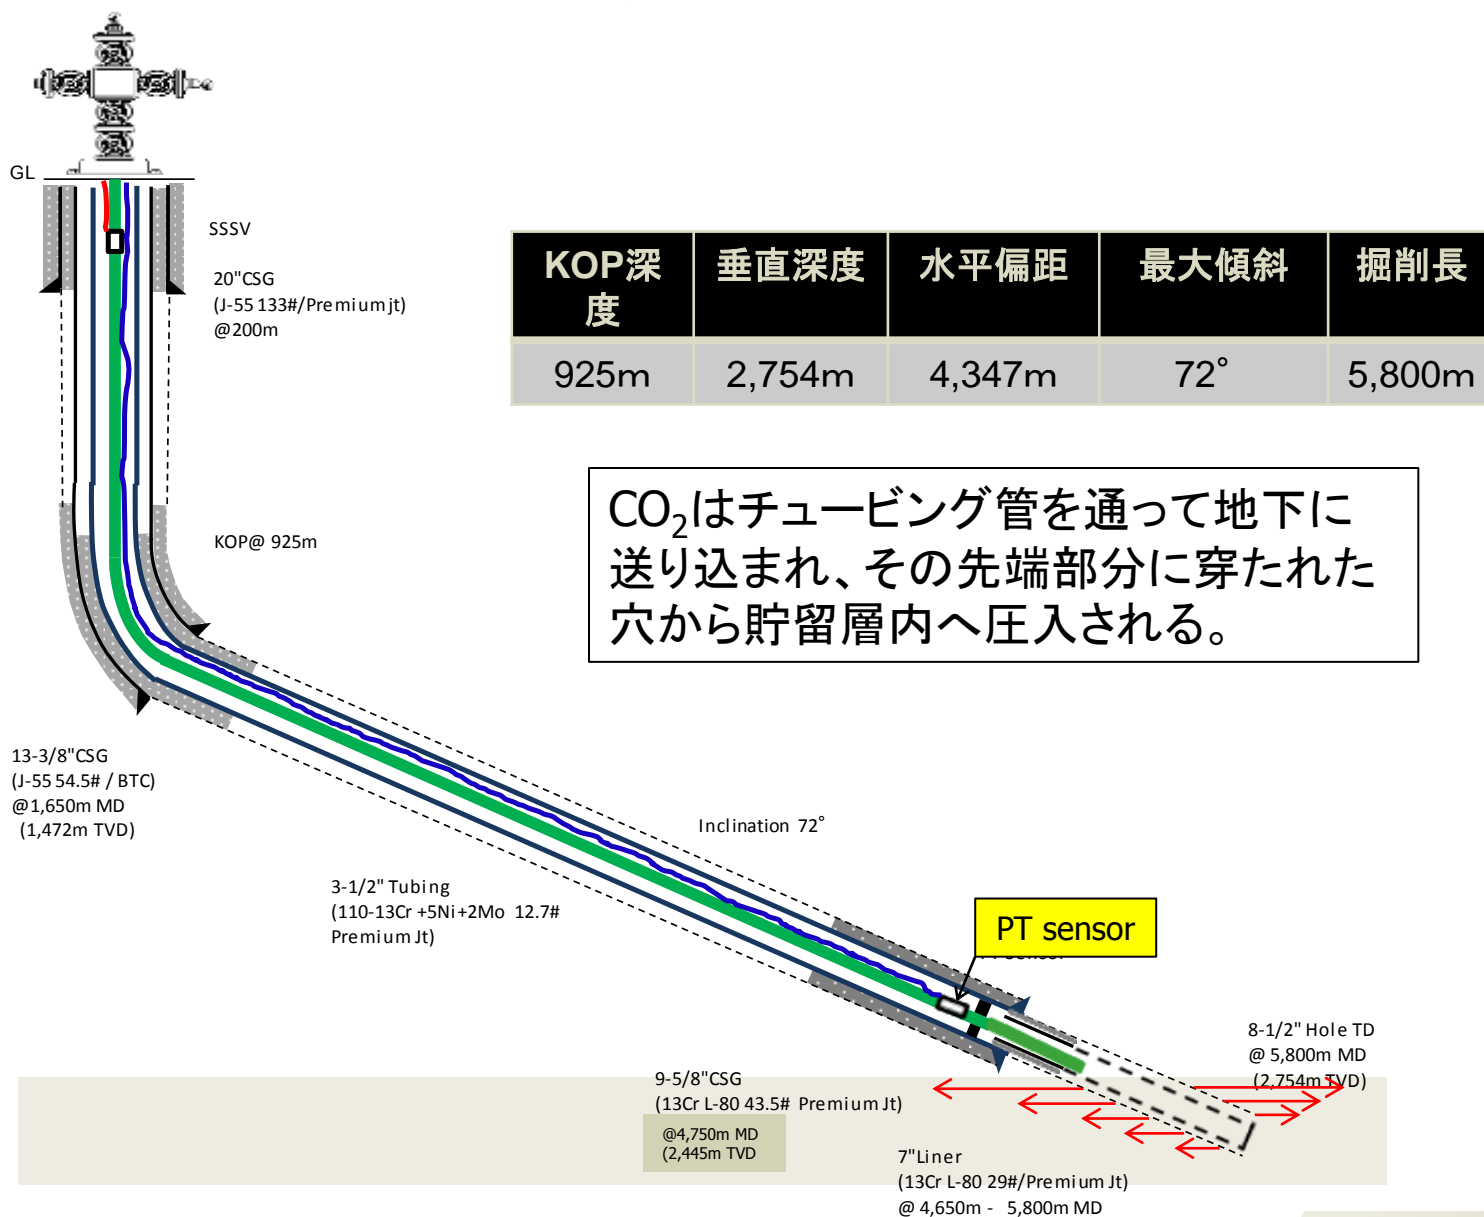 GL
SSSV
20"CSG
(J-55 133#/Premium jt)
@200m
KOP深
度
垂直深度
水平偏距
最大傾斜
掘削長
925m
2,754m
4,347m
72°
5,800m
CO₂はチュービング管を通って地下に
送り込まれ、その先端部分に穿たれた
穴から貯留層内へ圧入される。
KOP@ 925m
13-3/8"CSG
(J-55 54.5# / BTC)
@1,650m MD
(1,472m TVD)
Inclination 72°
3-1/2" Tubing
(110-13Cr +5Ni+2Mo 12.7#
Premium Jt)
PT sensor
8-1/2" Hole TD
@ 5,800m MD
(2,754m TVD)
9-5/8"CSG
(13Cr L-80 43.5# Premium Jt)
@4,750m MD
(2,445m TVD
7"Liner
(13Cr L-80 29#/Premium Jt)
@ 4,650m - 5,800m MD